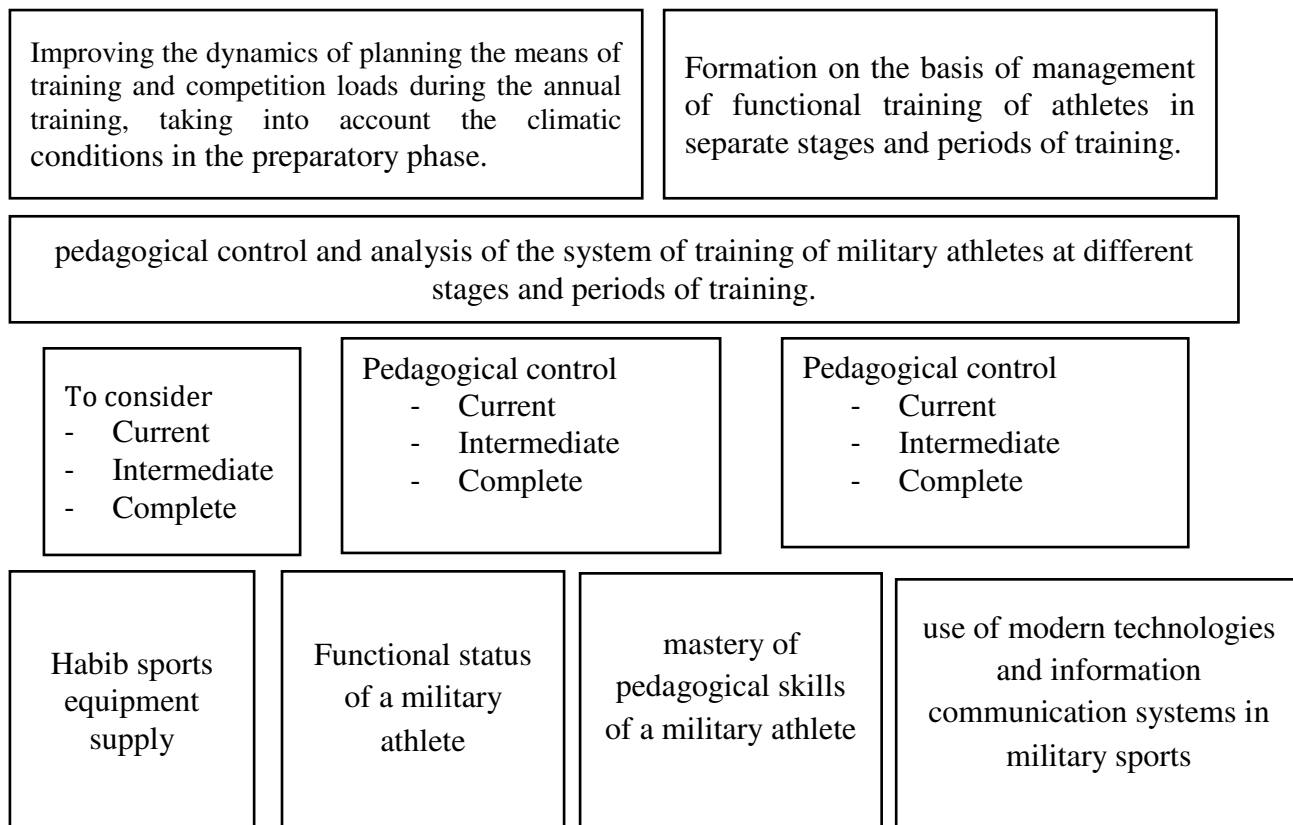 Improving the dynamics of planning the means of
training and competition loads during the annual
training, taking into account the climatic
conditions in the preparatory phase.
Formation on the basis of management
of functional training of athletes in
separate stages and periods of training.
pedagogical control and analysis of the system of training of military athletes at different
stages and periods of training.
To consider
- Current
- Intermediate
- Complete
Pedagogical control
- Current
- Intermediate
- Complete
Pedagogical control
- Current
- Intermediate
- Complete
Habib sports
equipment
supply
Functional status
of a military
athlete
mastery of
pedagogical skills
of a military athlete
use of modern technologies
and information
communication systems in
military sports